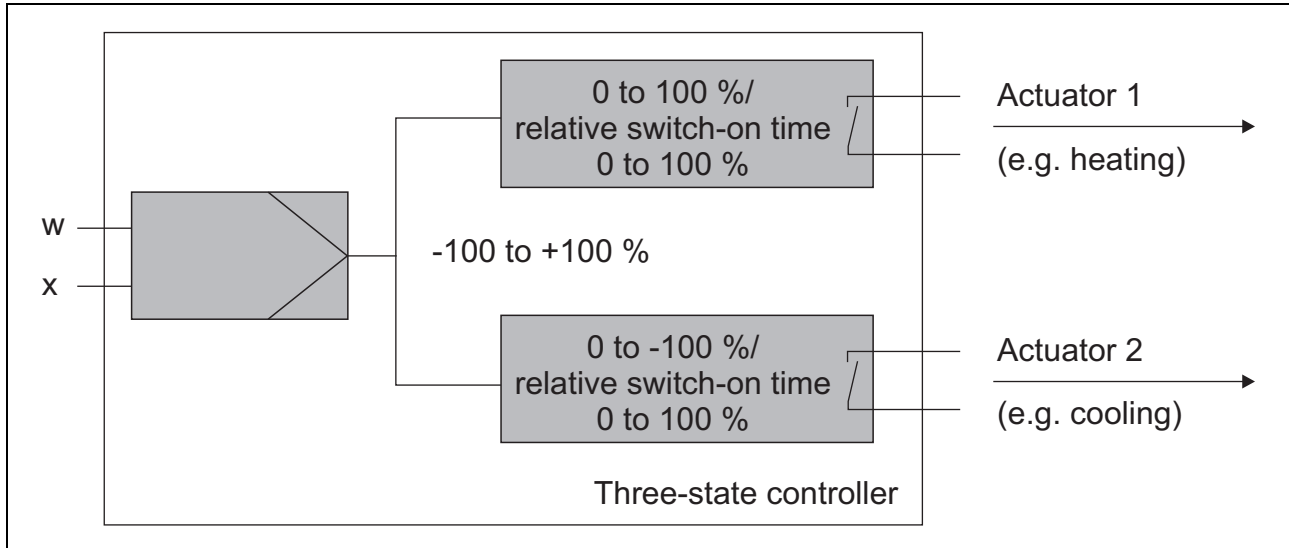 0 to 100 %/
relative switch-on time
0 to 100 %
Actuator 1
(e.g. heating)
w
x
-100 to +100 %
0 to -100 %/
relative switch-on time
0 to 100 %
Actuator 2
(e.g. cooling)
Three-state controller